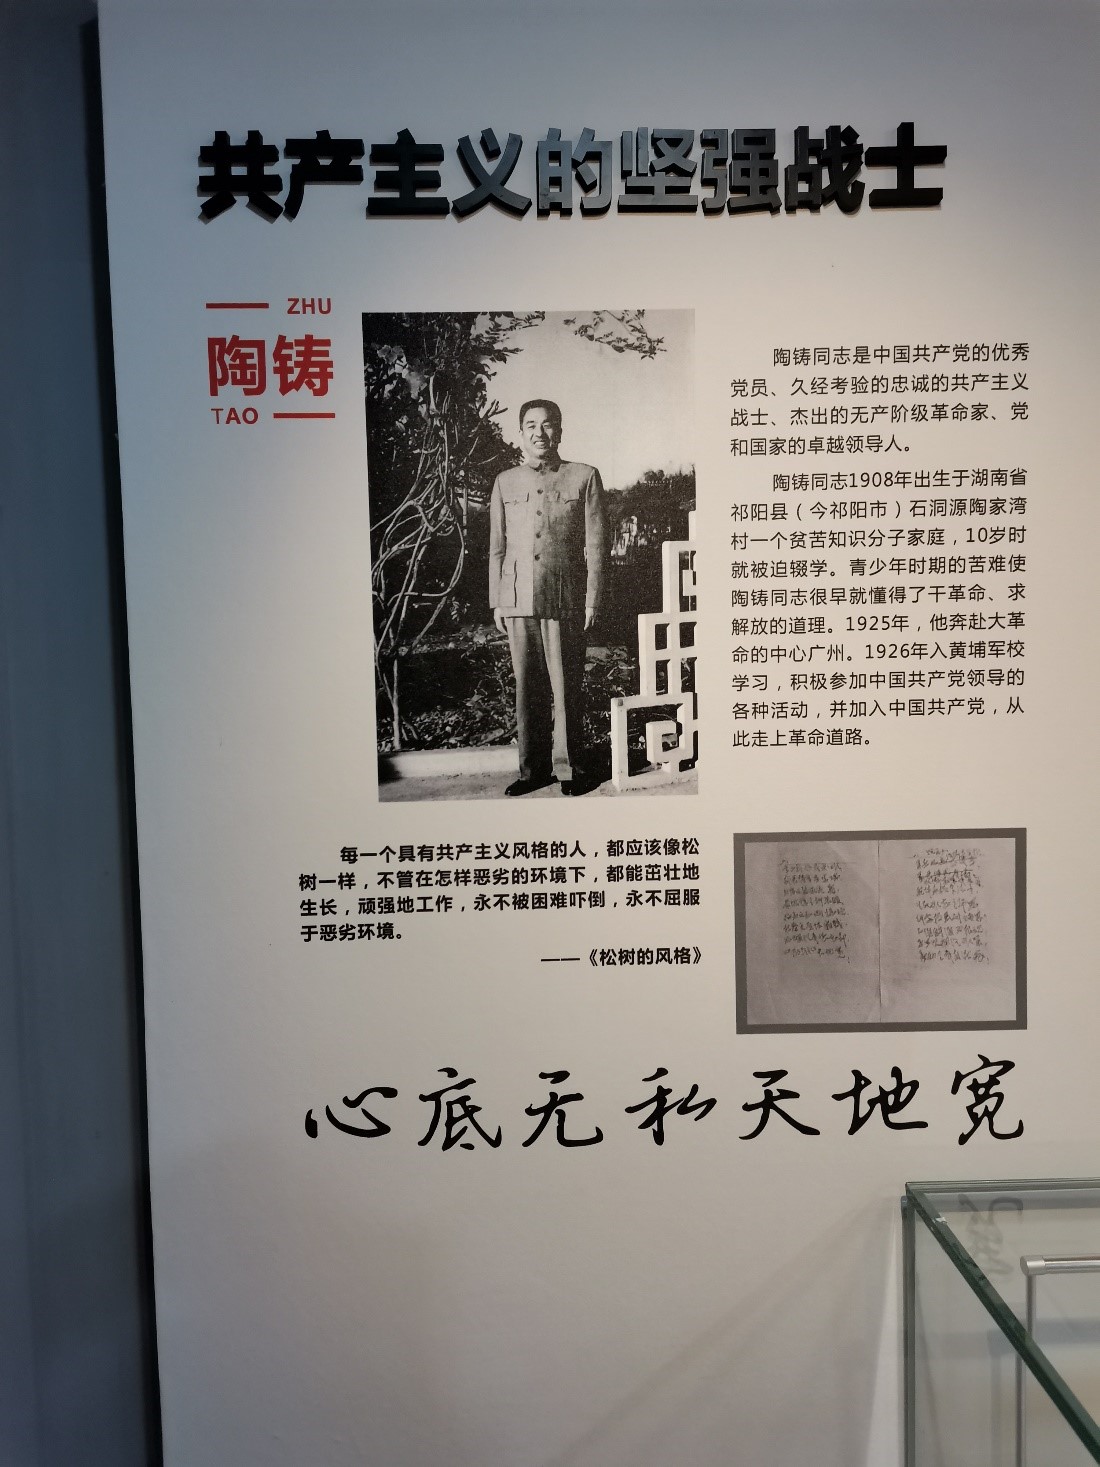 共产主义的坚强战士
ZHU
陶铸
TAO
陶铸同志是中国共产党的优秀
党员、久经考验的忠诚的共产主义
战士、杰出的无产阶级革命家、党
和国家的卓越领导人。
陶铸同志1908年出生于湖南省
祁阳县（今祁阳市）石洞源陶家湾
村一个贫苦知识分子家庭，10岁时
就被迫辍学。青少年时期的苦难使
陶铸同志很早就懂得了干革命、求
解放的道理。1925年，他奔赴大革
命的中心广州。1926年入黄埔军校
学习，积极参加中国共产党领导的
各种活动，并加入中国共产党，从
此走上革命道路。
每一个具有共产主义风格的人，都应该像松
树一样，不管在怎样恶劣的环境下，都能茁壮地
生长，顽强地工作，永不被困难吓倒，永不屈服
于恶劣环境。
——《松树的风格》
心底无私天地宽